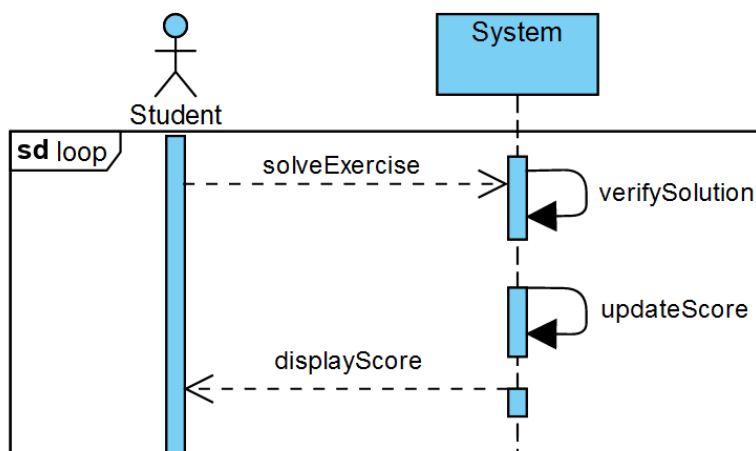 System
Student
sd loop
solveExercise
verifySolution
updateScore
displayScore